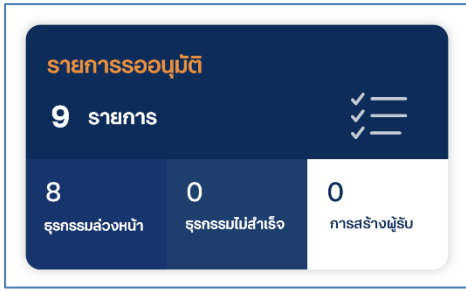 รายการรออนุมัติ
9 รายการ
8
ธุรกรรมล่วงหน้า
0
ธุรกรรมไม่สำเร็จ
0
การสร้างผู้รับ